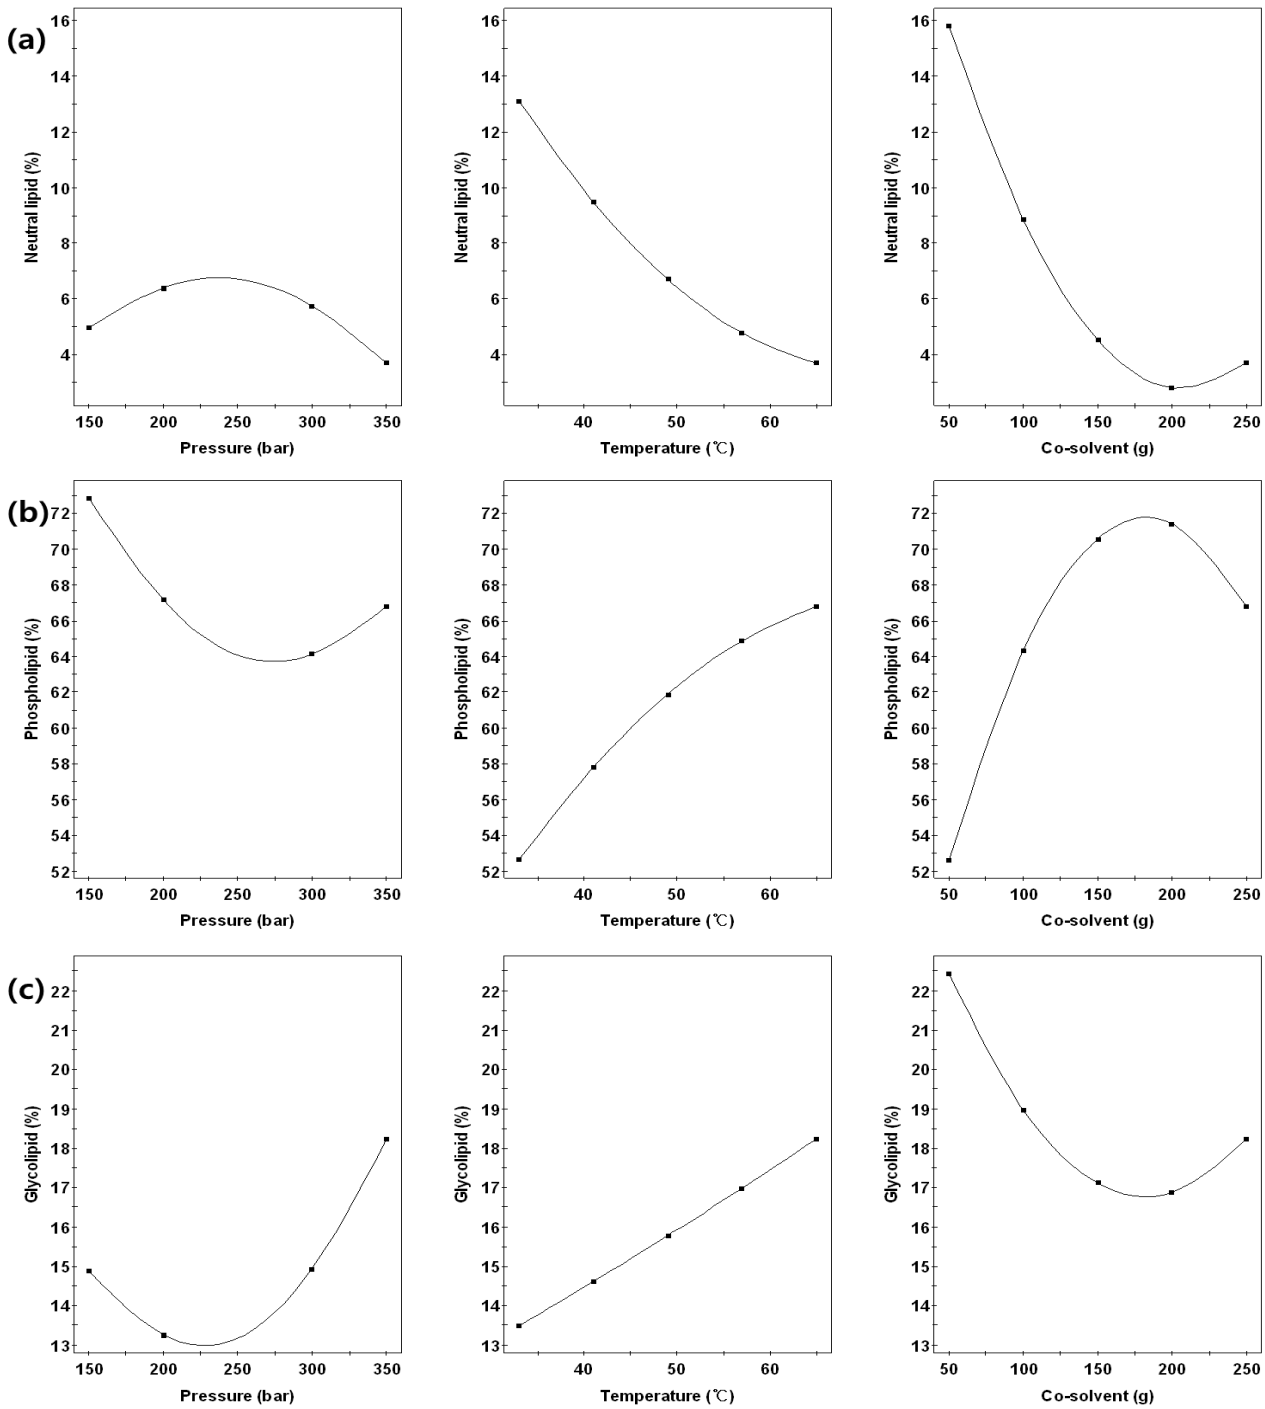 (a)
Neutral lipid (%)
16
14
12
10
8
6
4
150 200 250 300 350
Pressure (bar)
Neutral lipid (%)
16
14
12
10
8
6
4
40 50 60
Temperature (℃)
Neutral lipid (%)
16
14
12
10
8
6
4
50 100 150 200 250
Co-solvent (g)
(b)
Phospholipid (%)
72
70
68
66
64
62
60
58
56
54
52
150 200 250 300 350
Pressure (bar)
Phospholipid (%)
72
70
68
66
64
62
60
58
56
54
52
40 50 60
Temperature (℃)
Phospholipid (%)
72
70
68
66
64
62
60
58
56
54
52
50 100 150 200 250
Co-solvent (g)
(c)
Glycolipid (%)
22
21
20
19
18
17
16
15
14
13
150 200 250 300 350
Pressure (bar)
Glycolipid (%)
22
21
20
19
18
17
16
15
14
13
40 50 60
Temperature (℃)
Glycolipid (%)
22
21
20
19
18
17
16
15
14
13
50 100 150 200 250
Co-solvent (g)